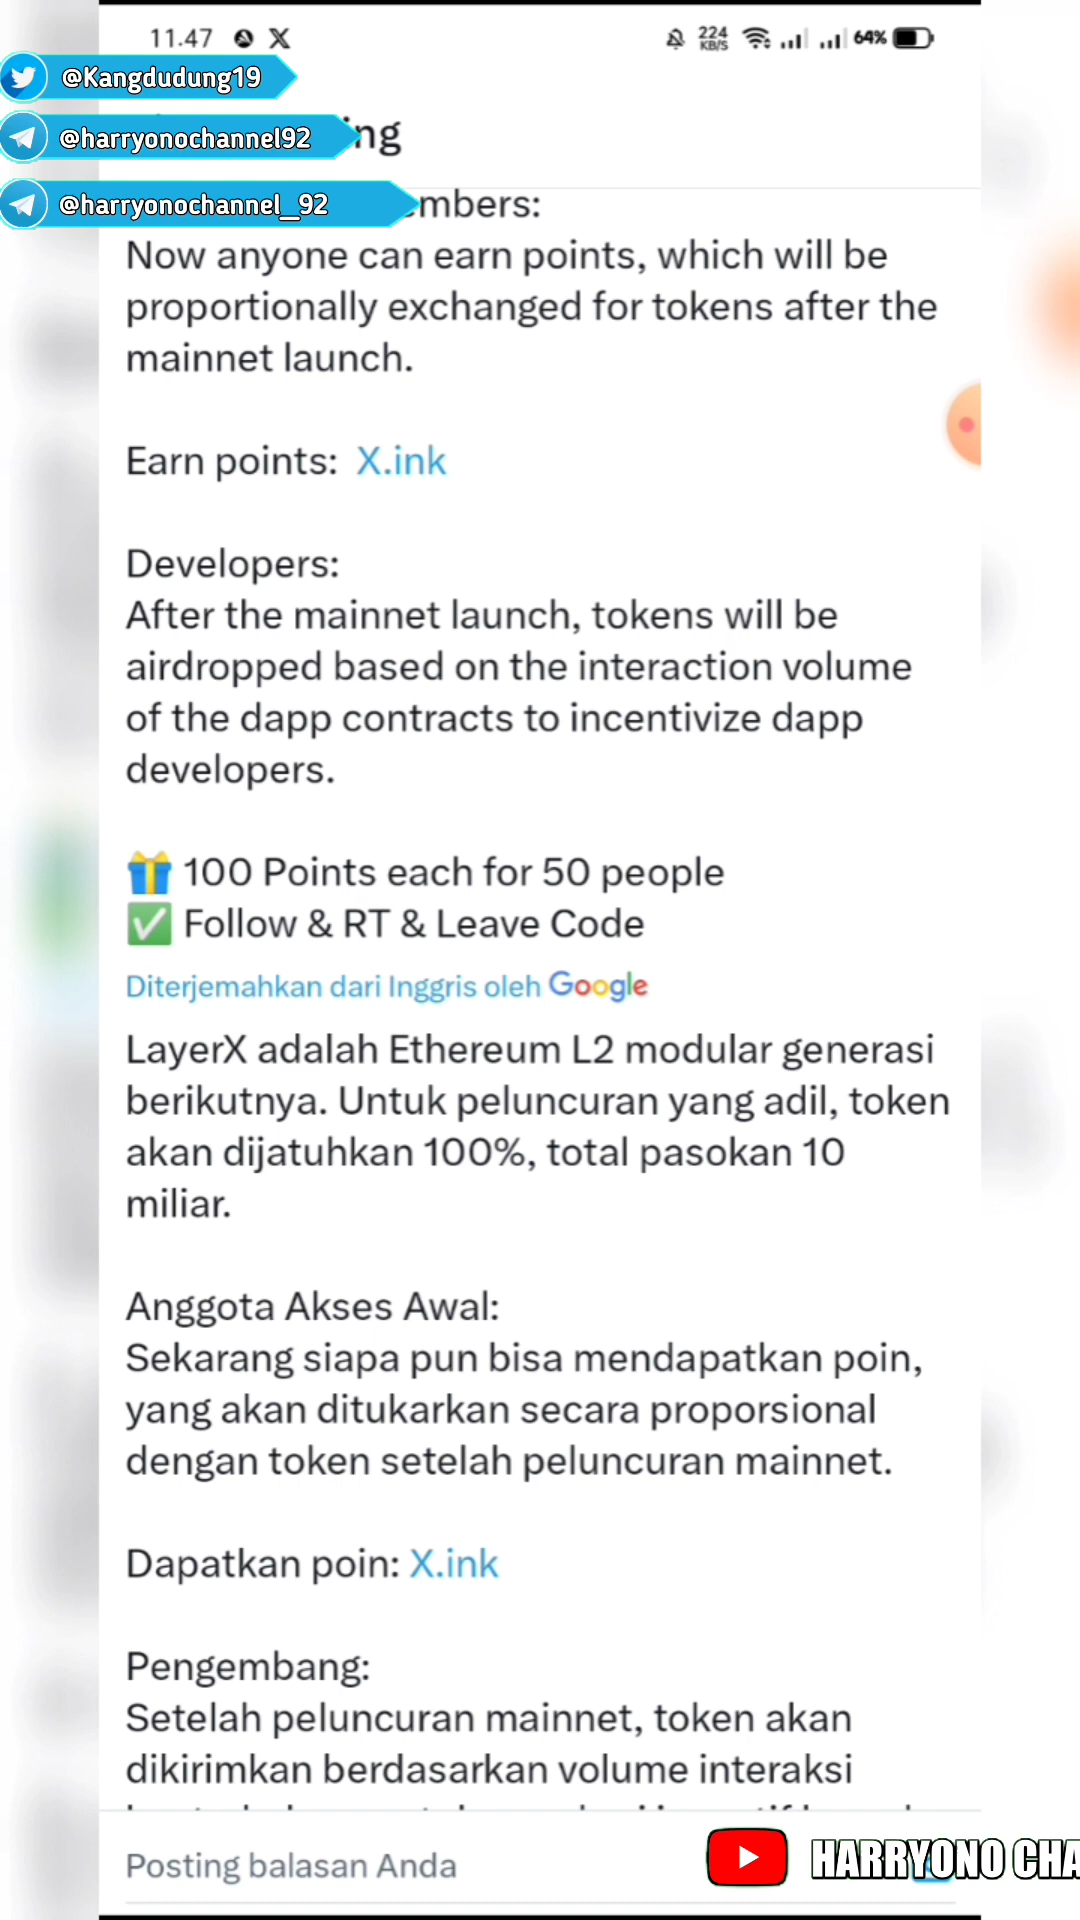 11.47
224
KB/S
64%
@Kangdudung19
@harryonochannel92
ng
@harryonochannel_92
mbers:
Now anyone can earn points, which will be
proportionally exchanged for tokens after the
mainnet launch.
Earn points: X.ink
Developers:
After the mainnet launch, tokens will be
airdropped based on the interaction volume
of the dapp contracts to incentivize dapp
developers.
🎁 100 Points each for 50 people
✅ Follow & RT & Leave Code
Diterjemahkan dari Inggris oleh Google
LayerX adalah Ethereum L2 modular generasi
berikutnya. Untuk peluncuran yang adil, token
akan dijatuhkan 100%, total pasokan 10
miliar.
Anggota Akses Awal:
Sekarang siapa pun bisa mendapatkan poin,
yang akan ditukarkan secara proporsional
dengan token setelah peluncuran mainnet.
Dapatkan poin: X.ink
Pengembang:
Setelah peluncuran mainnet, token akan
dikirimkan berdasarkan volume interaksi
Posting balasan Anda
HARRYONO CHA